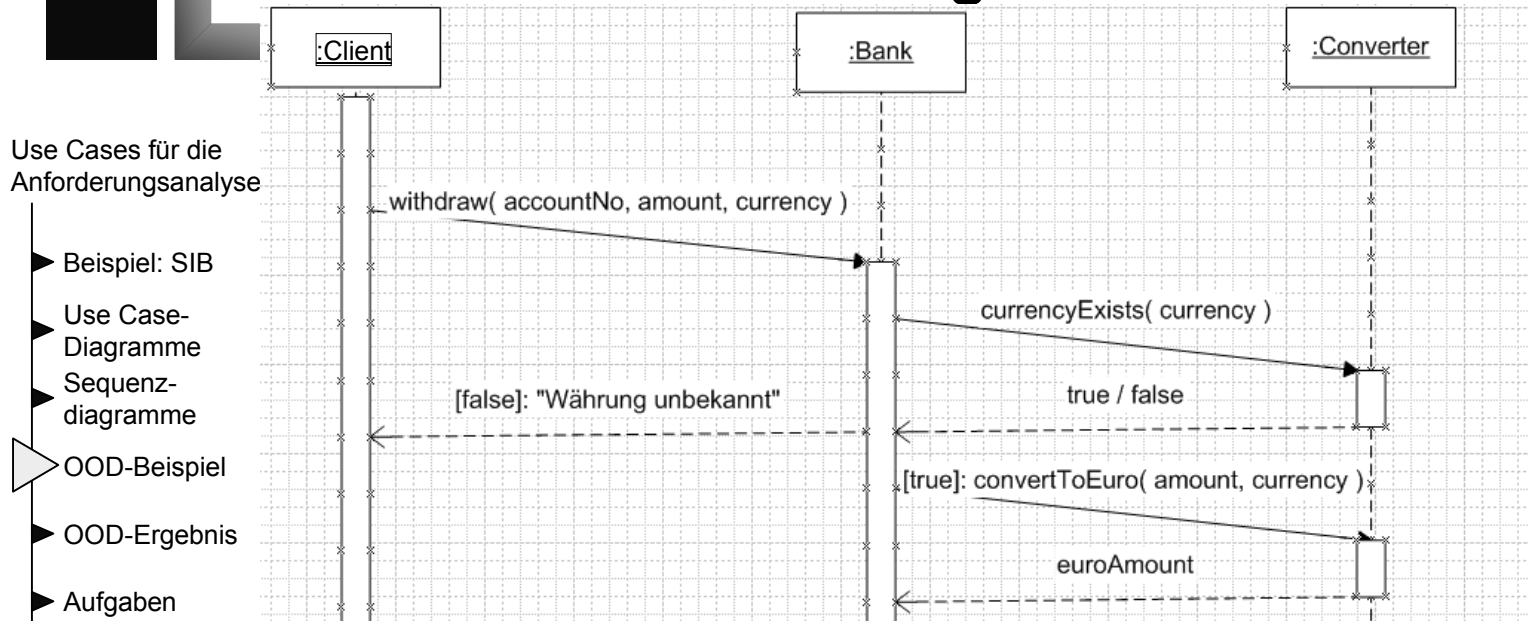 :Client
:Bank
:Converter
Use Cases für die
Anforderungsanalyse
Beispiel: SIB
Use Case-
Diagramme
Sequenz-
diagramme
OOD-Beispiel
OOD-Ergebnis
Aufgaben
withdraw( accountNo, amount, currency )
currencyExists( currency )
true / false
[false]: "Währung unbekannt"
[true]: convertToEuro( amount, currency )
euroAmount